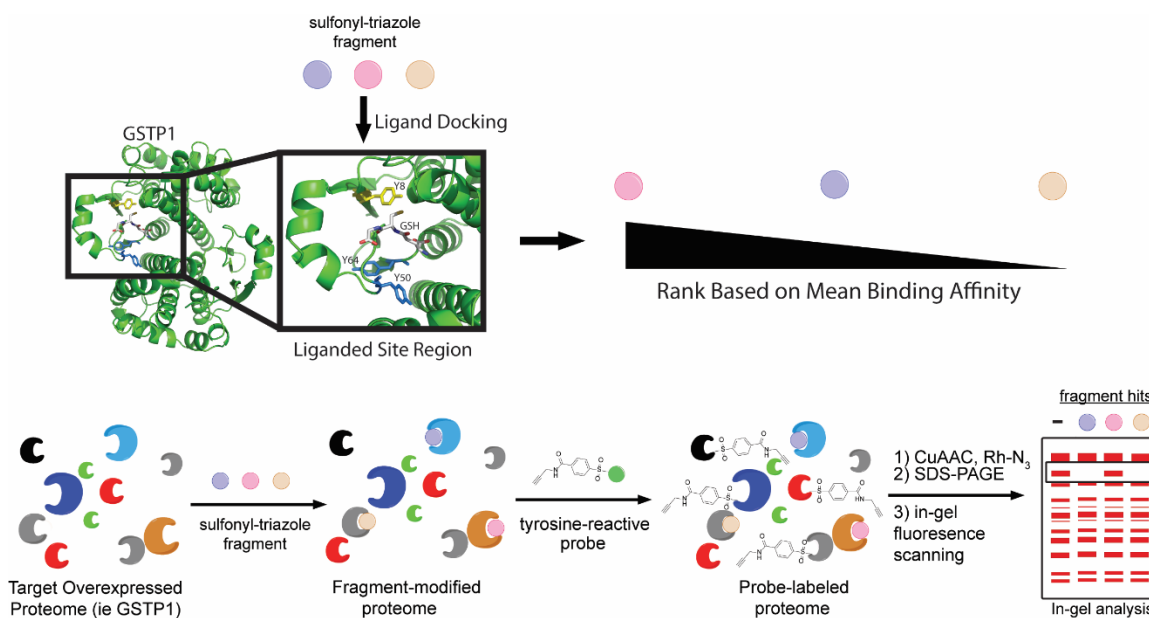 sulfonyl-triazole
fragment
Ligand Docking
GSTP1
Y8
GSH
Y64
Y50
Liganded Site Region
Rank Based on Mean Binding Affinity
fragment hits
-
O
O
S
O
N
H
O
H
N
O
S
O
O
O
S
N
H
O
O
H
N
O
S
O
O
S
O
O
HN
O
O
H
N
O
S
O
1) CuAAC, Rh-N3
2) SDS-PAGE
3) in-gel
fluoresence
scanning
sulfonyl-triazole
fragment
tyrosine-reactive
probe
Target Overexpressed
Proteome (ie GSTP1)
Fragment-modified
proteome
Probe-labeled
proteome
In-gel analysis